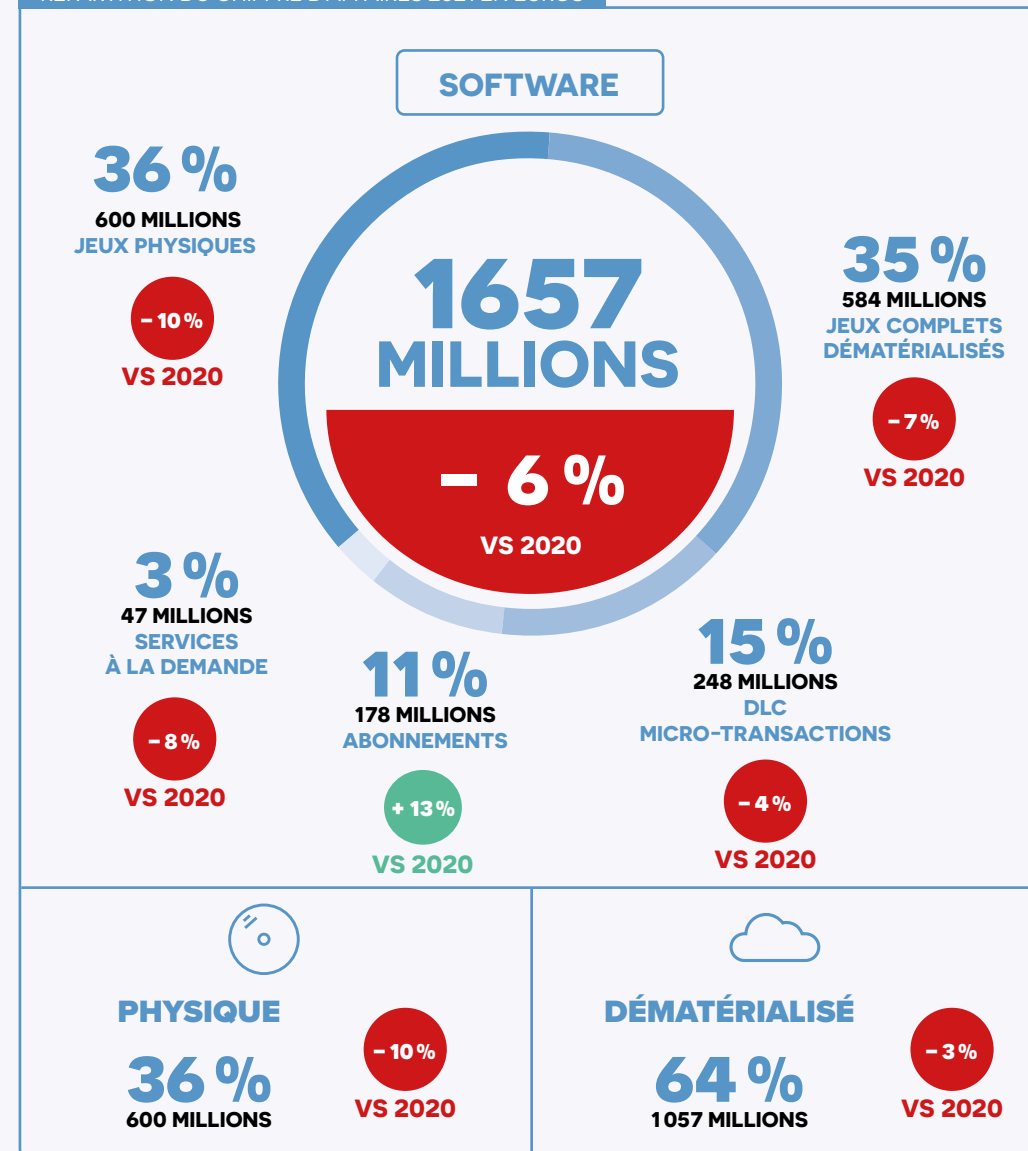 SOFTWARE
36 %
600 MILLIONS
JEUX PHYSIQUES
– 10 %
VS 2020
1657
MILLIONS
– 6 %
VS 2020
35 %
584 MILLIONS
JEUX COMPLETS
DÉMATÉRIALISÉS
– 7 %
VS 2020
3 %
47 MILLIONS
SERVICES
À LA DEMANDE
– 8 %
VS 2020
11 %
178 MILLIONS
ABONNEMENTS
+ 13 %
VS 2020
15 %
248 MILLIONS
DLC
MICRO-TRANSACTIONS
– 4 %
VS 2020
PHYSIQUE
36 %
600 MILLIONS
– 10 %
VS 2020
DÉMATÉRIALISÉ
64 %
1 057 MILLIONS
– 3 %
VS 2020